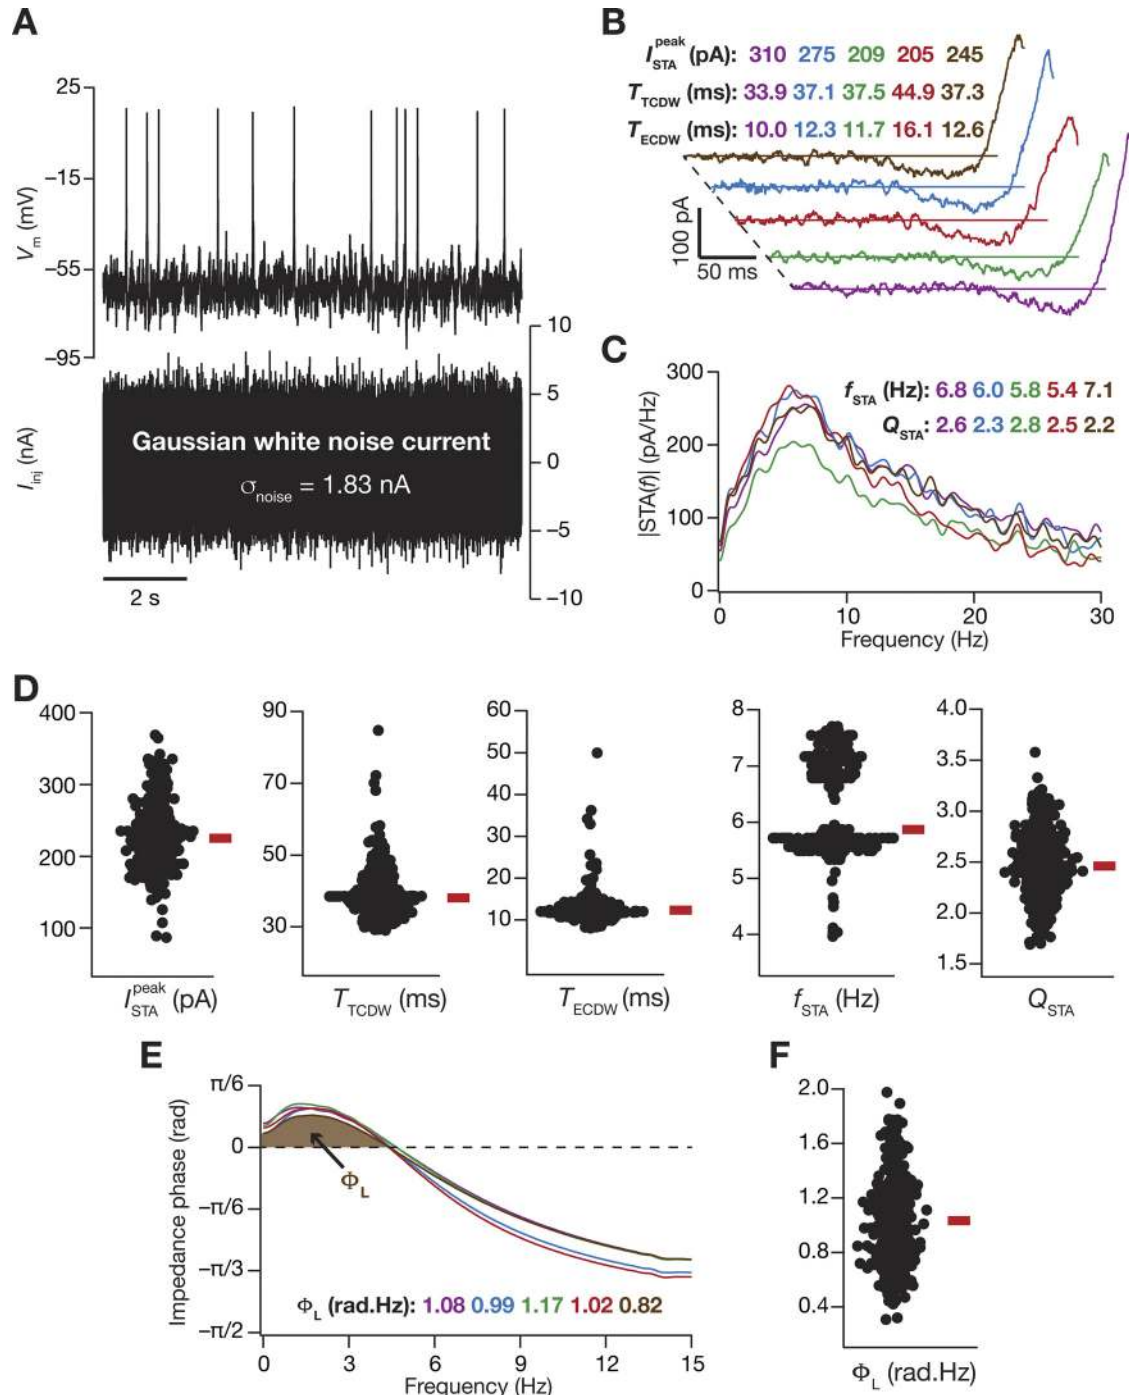 A
25
−15
−55
−95
V_m (mV)
10
5
0
−5
−10
I_inj (nA)
Gaussian white noise current
σ_noise = 1.83 nA
2 s
B
I_STA^peak (pA): 310 275 209 205 245
T_TCDW (ms): 33.9 37.1 37.5 44.9 37.3
T_ECDW (ms): 10.0 12.3 11.7 16.1 12.6
100 pA
50 ms
C
300
200
100
0
|STA(f)| (pA/Hz)
f_STA (Hz): 6.8 6.0 5.8 5.4 7.1
Q_STA: 2.6 2.3 2.8 2.5 2.2
0 10 20 30
Frequency (Hz)
D
400
300
200
100
I_STA^peak (pA)
90
70
50
30
T_TCDW (ms)
60
50
40
30
20
10
T_ECDW (ms)
8
7
6
5
4
f_STA (Hz)
4.0
3.5
3.0
2.5
2.0
1.5
Q_STA
E
π/6
0
−π/6
−π/3
−π/2
Impedance phase (rad)
Φ_L
Φ_L (rad.Hz): 1.08 0.99 1.17 1.02 0.82
0 3 6 9 12 15
Frequency (Hz)
F
2.0
1.6
1.2
0.8
0.4
Φ_L (rad.Hz)